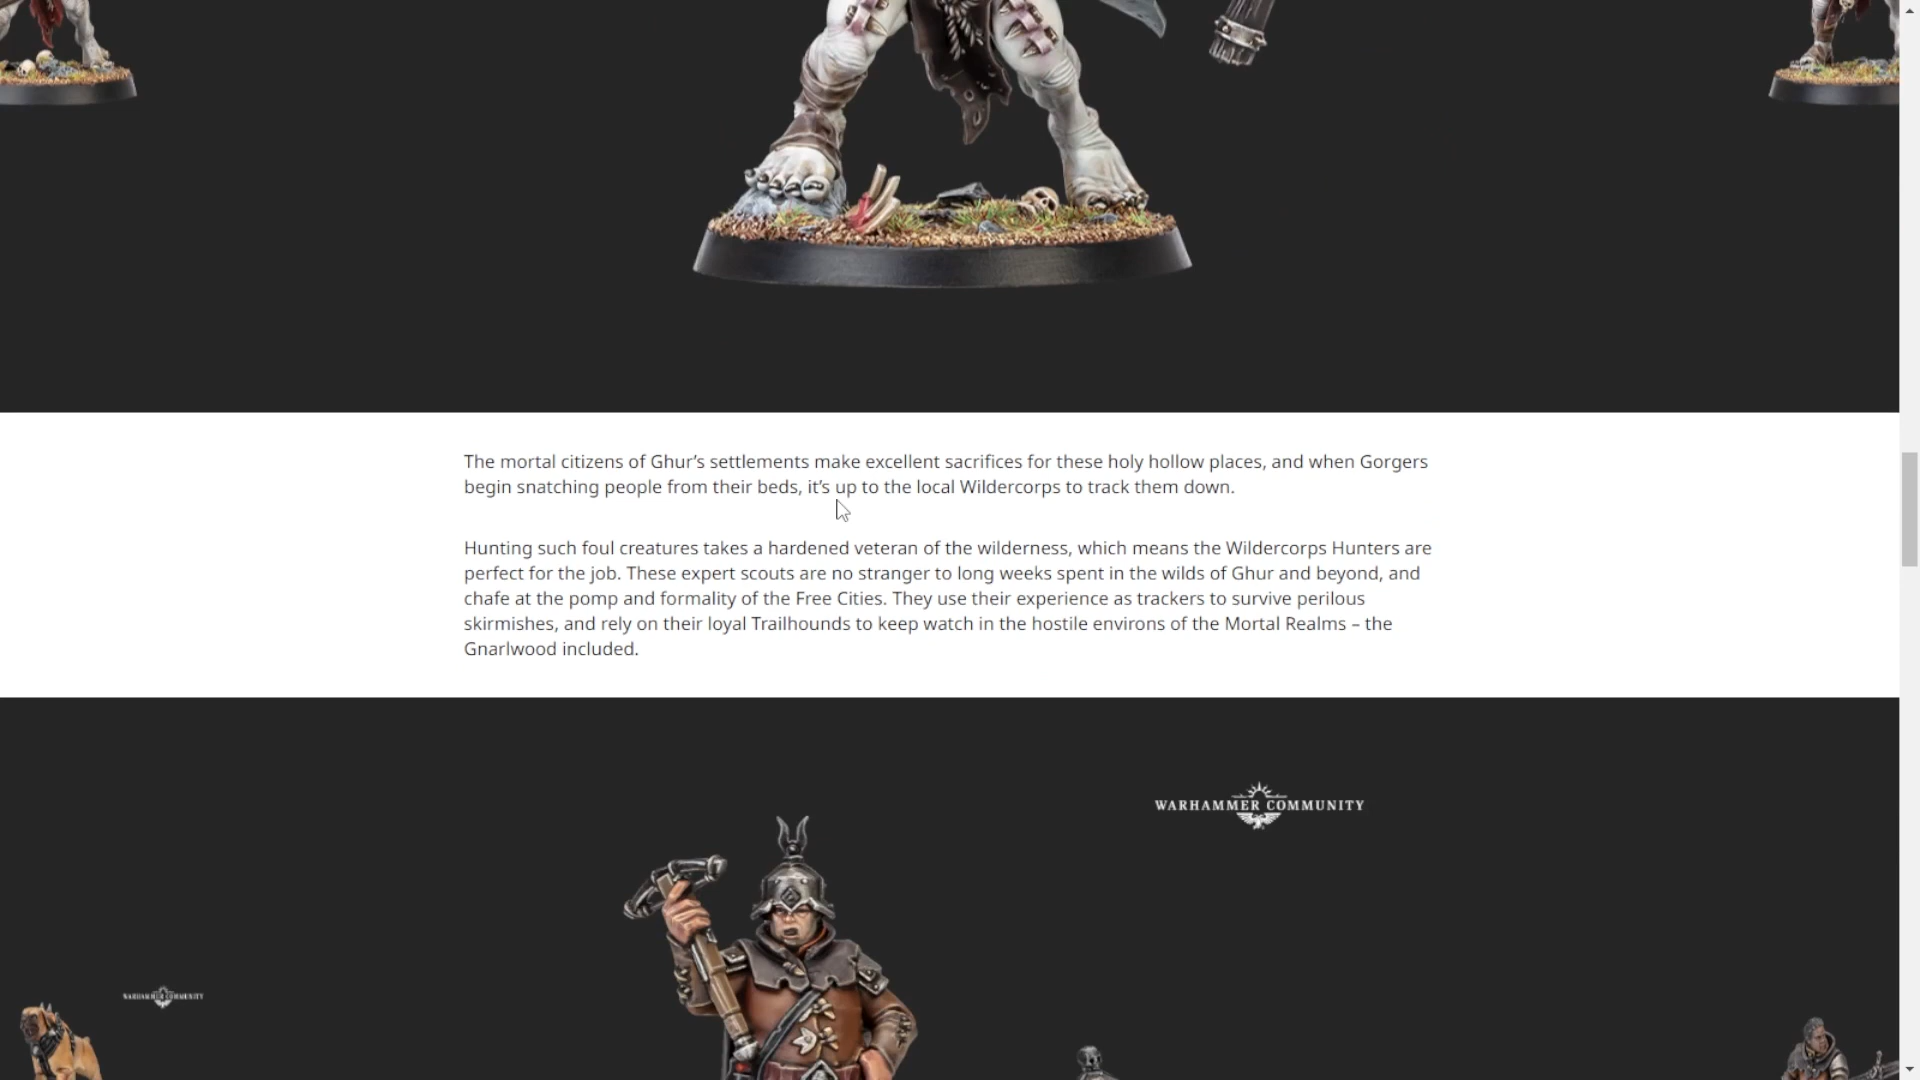 The mortal citizens of Ghur’s settlements make excellent sacrifices for these holy hollow places, and when Gorgers
begin snatching people from their beds, it’s up to the local Wildercorps to track them down.
Hunting such foul creatures takes a hardened veteran of the wilderness, which means the Wildercorps Hunters are
perfect for the job. These expert scouts are no stranger to long weeks spent in the wilds of Ghur and beyond, and
chafe at the pomp and formality of the Free Cities. They use their experience as trackers to survive perilous
skirmishes, and rely on their loyal Trailhounds to keep watch in the hostile environs of the Mortal Realms – the
Gnarlwood included.
WARHAMMER COMMUNITY
WARHAMMER COMMUNITY